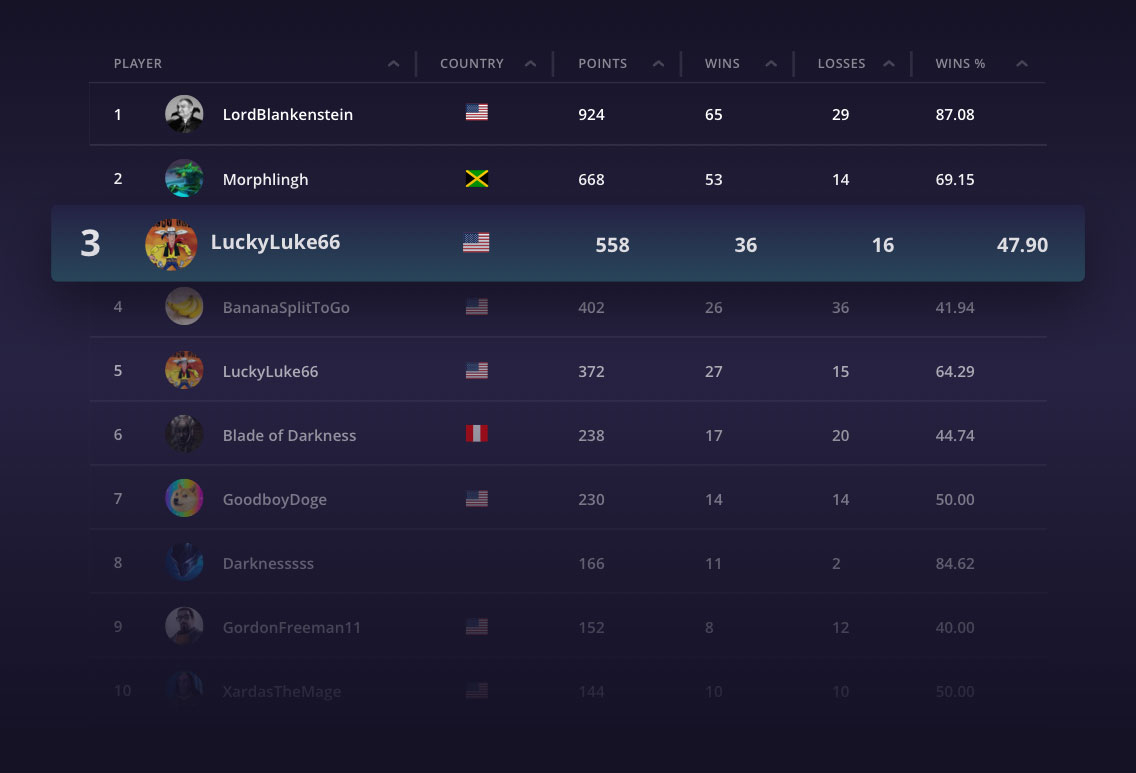 PLAYER COUNTRY POINTS WINS LOSSES WINS %
1 LordBlankenstein 924 65 29 87.08
2 Morphlingh 668 53 14 69.15
3 LuckyLuke66 558 36 16 47.90
4 BananaSplitToGo 402 26 36 41.94
5 LuckyLuke66 372 27 15 64.29
6 Blade of Darkness 238 17 20 44.74
7 GoodboyDoge 230 14 14 50.00
8 Darknesssss 166 11 2 84.62
9 GordonFreeman11 152 8 12 40.00
10 XardasTheMage 144 10 10 50.00